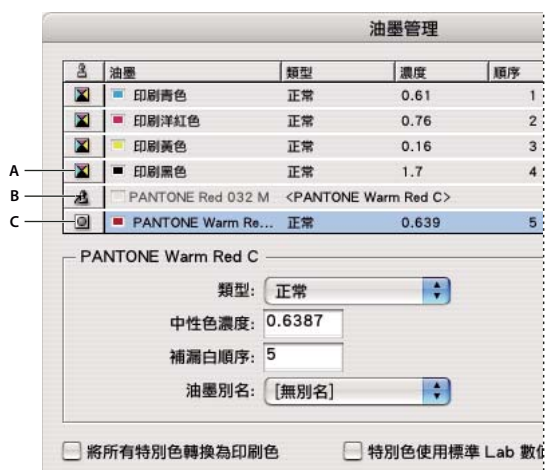 油墨管理
油墨 類型 濃度 順序
印刷青色 正常 0.61 1
印刷洋紅色 正常 0.76 2
印刷黃色 正常 0.16 3
A 印刷黑色 正常 1.7 4
B PANTONE Red 032 M <PANTONE Warm Red C>
C PANTONE Warm Re... 正常 0.639 5
PANTONE Warm Red C
類型: 正常
中性色濃度: 0.6387
補漏白順序: 5
油墨別名: [無別名]
將所有特別色轉換為印刷色 特別色使用標準 Lab 數